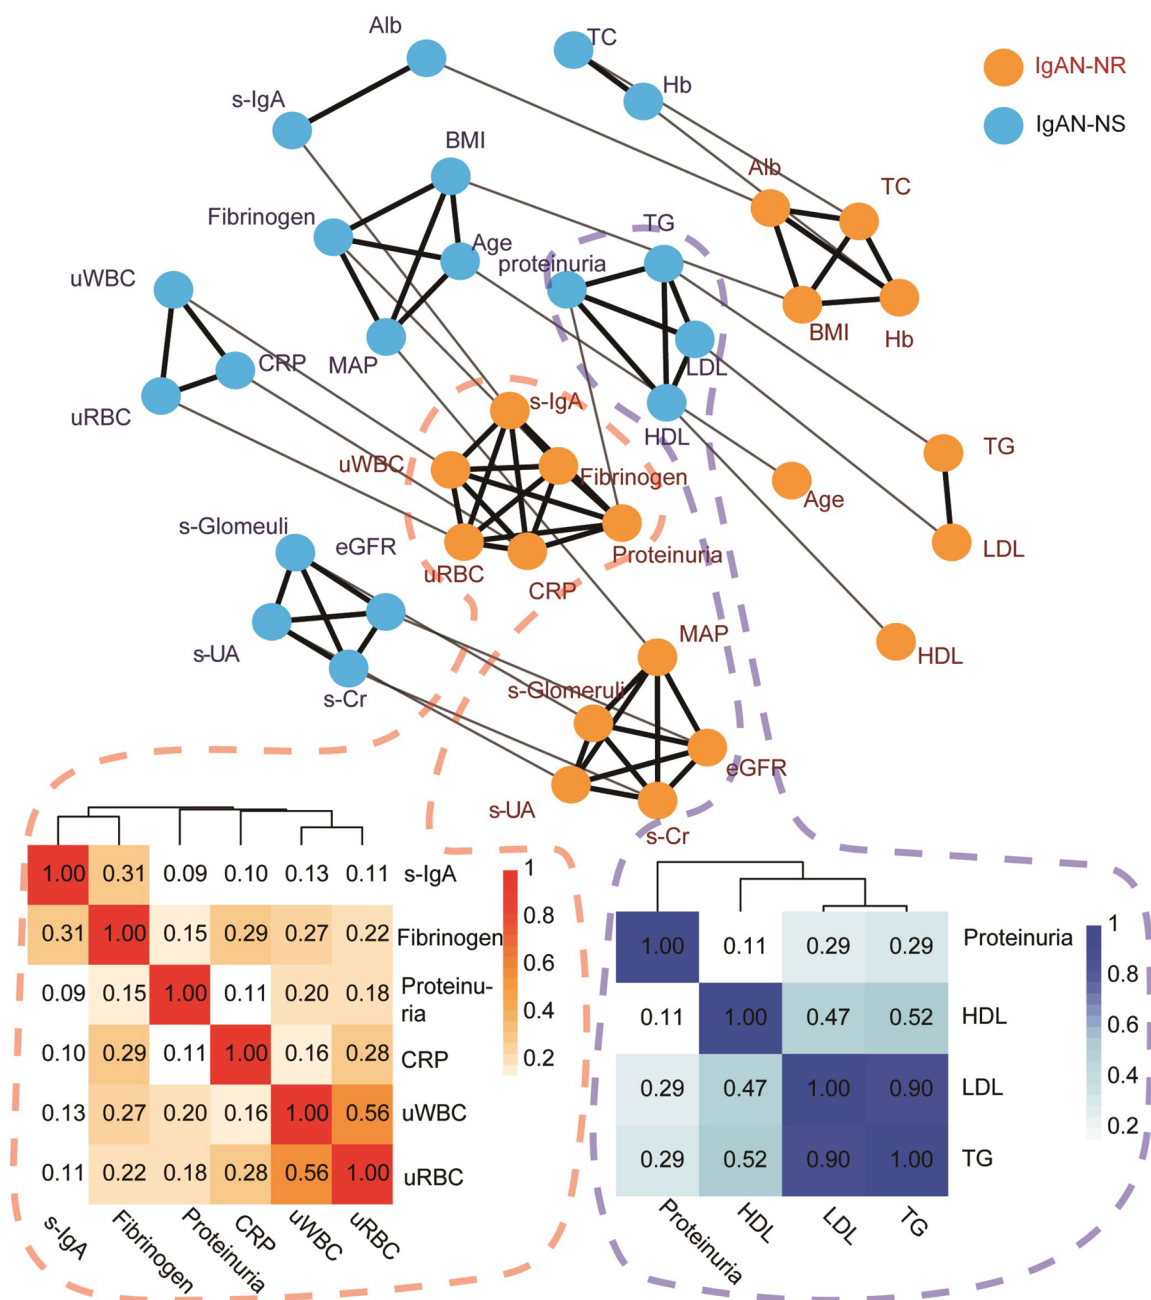 Alb
TC
IgAN-NR
Hb
s-IgA
IgAN-NS
BMI
Alb
TC
Fibrinogen
TG
Age
proteinuria
uWBC
BMI
Hb
CRP
MAP
LDL
uRBC
s-IgA
HDL
TG
uWBC
Fibrinogen
Age
s-Glomeuli
eGFR
Proteinuria
LDL
uRBC
CRP
MAP
s-UA
HDL
s-Cr
s-Glomeruli
eGFR
s-UA
s-Cr
1.00 0.31 0.09 0.10 0.13 0.11 s-IgA
0.31 1.00 0.15 0.29 0.27 0.22 Fibrinogen
0.09 0.15 1.00 0.11 0.20 0.18 Proteinu-
ria
0.10 0.29 0.11 1.00 0.16 0.28 CRP
0.13 0.27 0.20 0.16 1.00 0.56 uWBC
0.11 0.22 0.18 0.28 0.56 1.00 uRBC
s-IgA
Fibrinogen
Proteinuria
CRP
uWBC
uRBC
1
0.8
0.6
0.4
0.2
1.00 0.11 0.29 0.29 Proteinuria
0.11 1.00 0.47 0.52 HDL
0.29 0.47 1.00 0.90 LDL
0.29 0.52 0.90 1.00 TG
Proteinuria
HDL
LDL
TG
1
0.8
0.6
0.4
0.2